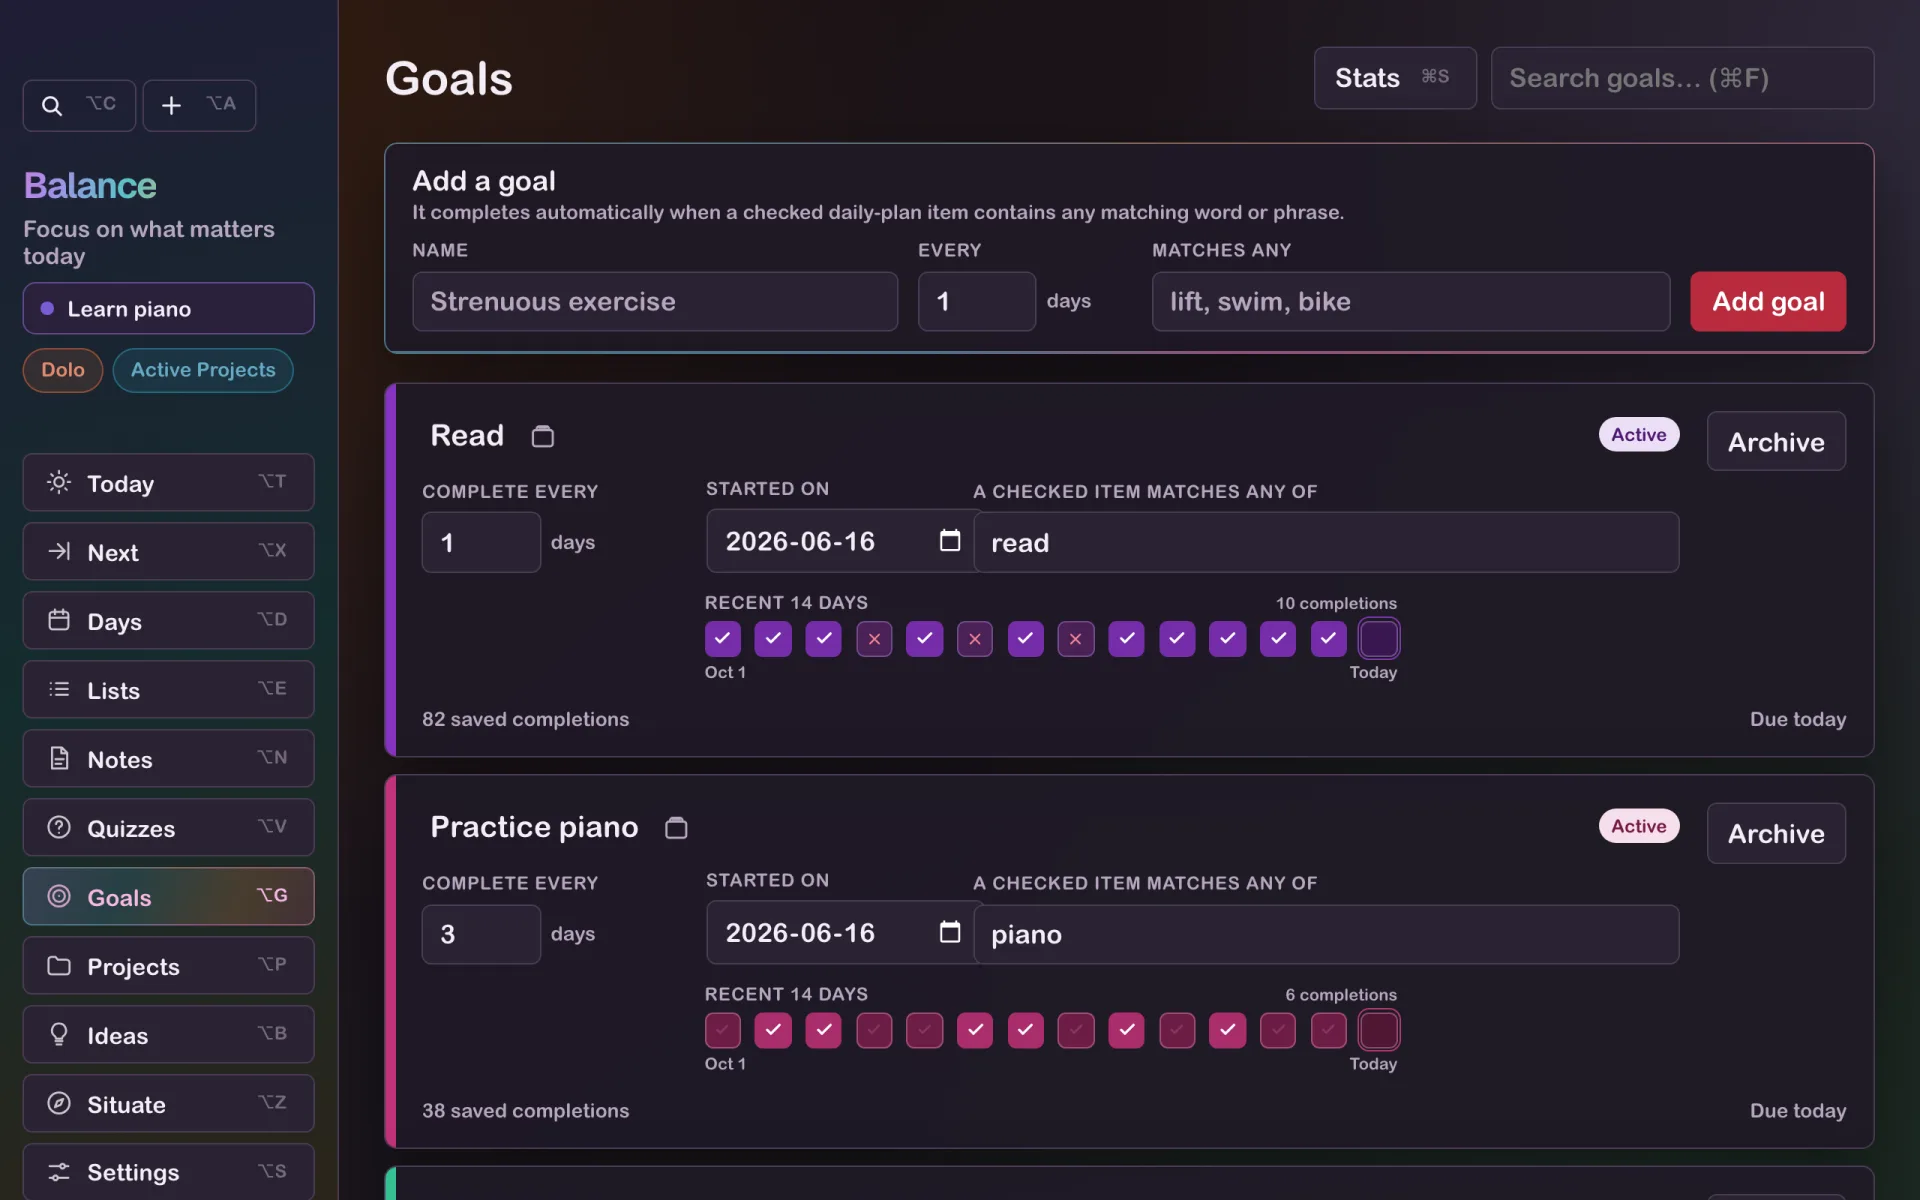 ⌥C
⌥A
Balance
Focus on what matters
today
Learn piano
Dolo
Active Projects
Today ⌥T
Next ⌥X
Days ⌥D
Lists ⌥E
Notes ⌥N
Quizzes ⌥V
Goals ⌥G
Projects ⌥P
Ideas ⌥B
Situate ⌥Z
Settings ⌥S
Goals
Stats ⌘S
Search goals... (⌘F)
Add a goal
It completes automatically when a checked daily-plan item contains any matching word or phrase.
NAME
EVERY
MATCHES ANY
Strenuous exercise
1 days
lift, swim, bike
Add goal
Read
Active
Archive
COMPLETE EVERY
STARTED ON
A CHECKED ITEM MATCHES ANY OF
1 days
2026-06-16
read
RECENT 14 DAYS
10 completions
Oct 1
Today
82 saved completions
Due today
Practice piano
Active
Archive
COMPLETE EVERY
STARTED ON
A CHECKED ITEM MATCHES ANY OF
3 days
2026-06-16
piano
RECENT 14 DAYS
6 completions
Oct 1
Today
38 saved completions
Due today